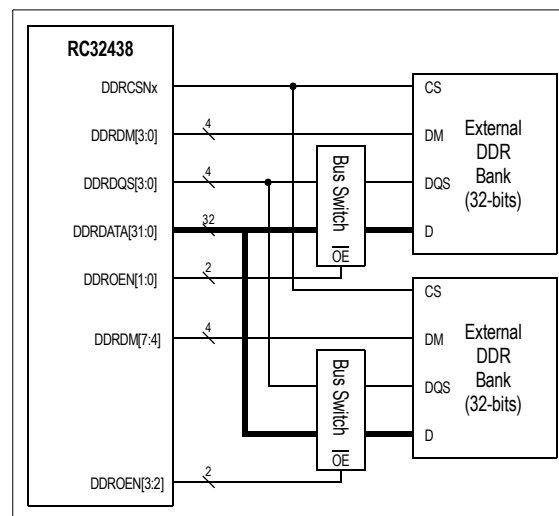 RC32438
DDRCSNx
DDRDM[3:0]
DDRDQS[3:0]
DDRDATA[31:0]
DDROEN[1:0]
DDRDM[7:4]
DDROEN[3:2]
4
4
32
2
4
2
Bus Switch
OE
Bus Switch
OE
CS
DM
DQS
D
External
DDR
Bank
(32-bits)
CS
DM
DQS
D
External
DDR
Bank
(32-bits)